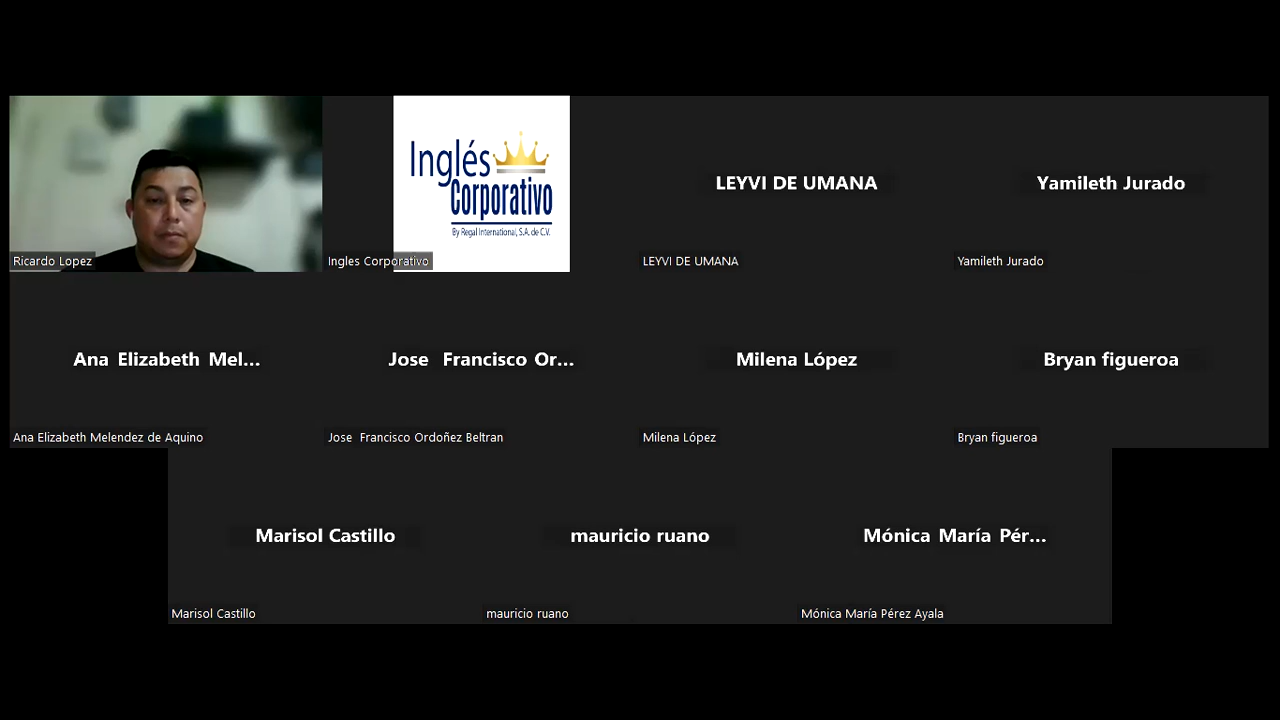 Inglés
Corporativo
By Regal International, S.A. de C.V.
LEYVI DE UMANA
Yamileth Jurado
Ricardo Lopez
Ingles Corporativo
LEYVI DE UMANA
Yamileth Jurado
Ana Elizabeth Mel...
Jose Francisco Or...
Milena López
Bryan figueroa
Ana Elizabeth Melendez de Aquino
Jose Francisco Ordoñez Beltran
Milena López
Bryan figueroa
Marisol Castillo
mauricio ruano
Mónica María Pér...
Marisol Castillo
mauricio ruano
Mónica María Pérez Ayala